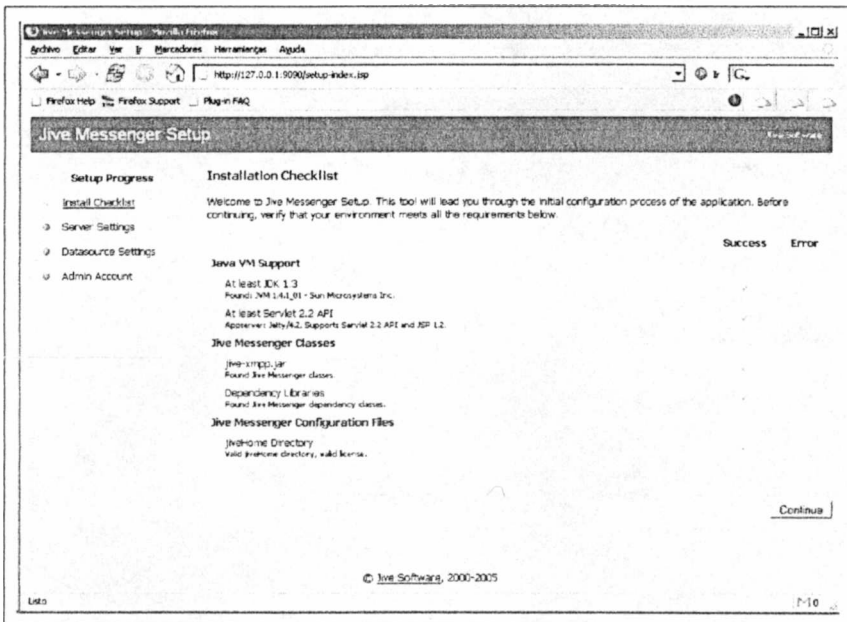 Jive Messenger Setup - Mozilla Firefox
Archivo Editar Ver Ir Marcadores Herramientas Ayuda
http://127.0.0.1:9090/setup-index.jsp
Firefox Help Firefox Support Plug-in FAQ
Jive Messenger Setup
Jive Software
Setup Progress
Install Checklist
Server Settings
Datasource Settings
Admin Account
Installation Checklist
Welcome to Jive Messenger Setup. This tool will lead you through the initial configuration process of the application. Before
continuing, verify that your environment meets all the requirements below.
Success Error
Java VM Support
At least JDK 1.3
Found: JVM 1.4.1_01 - Sun Microsystems Inc.
At least Servlet 2.2 API
Appserver: Jetty/4.2, Supports Servlet 2.2 API and JSP 1.2.
Jive Messenger Classes
jive-xmpp.jar
Found Jive Messenger classes.
Dependency Libraries
Found Jive Messenger dependency classes.
Jive Messenger Configuration Files
jiveHome Directory
Valid jiveHome directory, valid license.
Continue
© Jive Software, 2000-2005
Listo